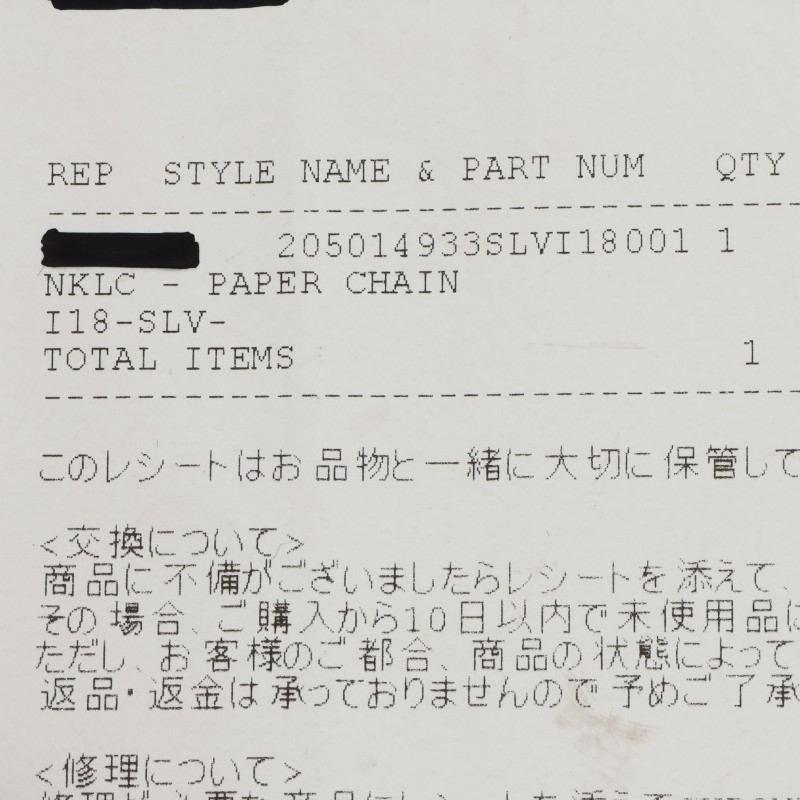 REP STYLE NAME & PART NUM QTY
205014933SLVI18001 1
NKLC - PAPER CHAIN
I18-SLV-
TOTAL ITEMS 1
このレシートはお品物と一緒に大切に保管して
<交換について>
商品に不備がございましたらレシートを添えて、
その場合、ご購入から10日以内で未使用品に
ただし、お客様のご都合、商品の状態によって
返品・返金は承っておりませんので予めご了承
<修理について>